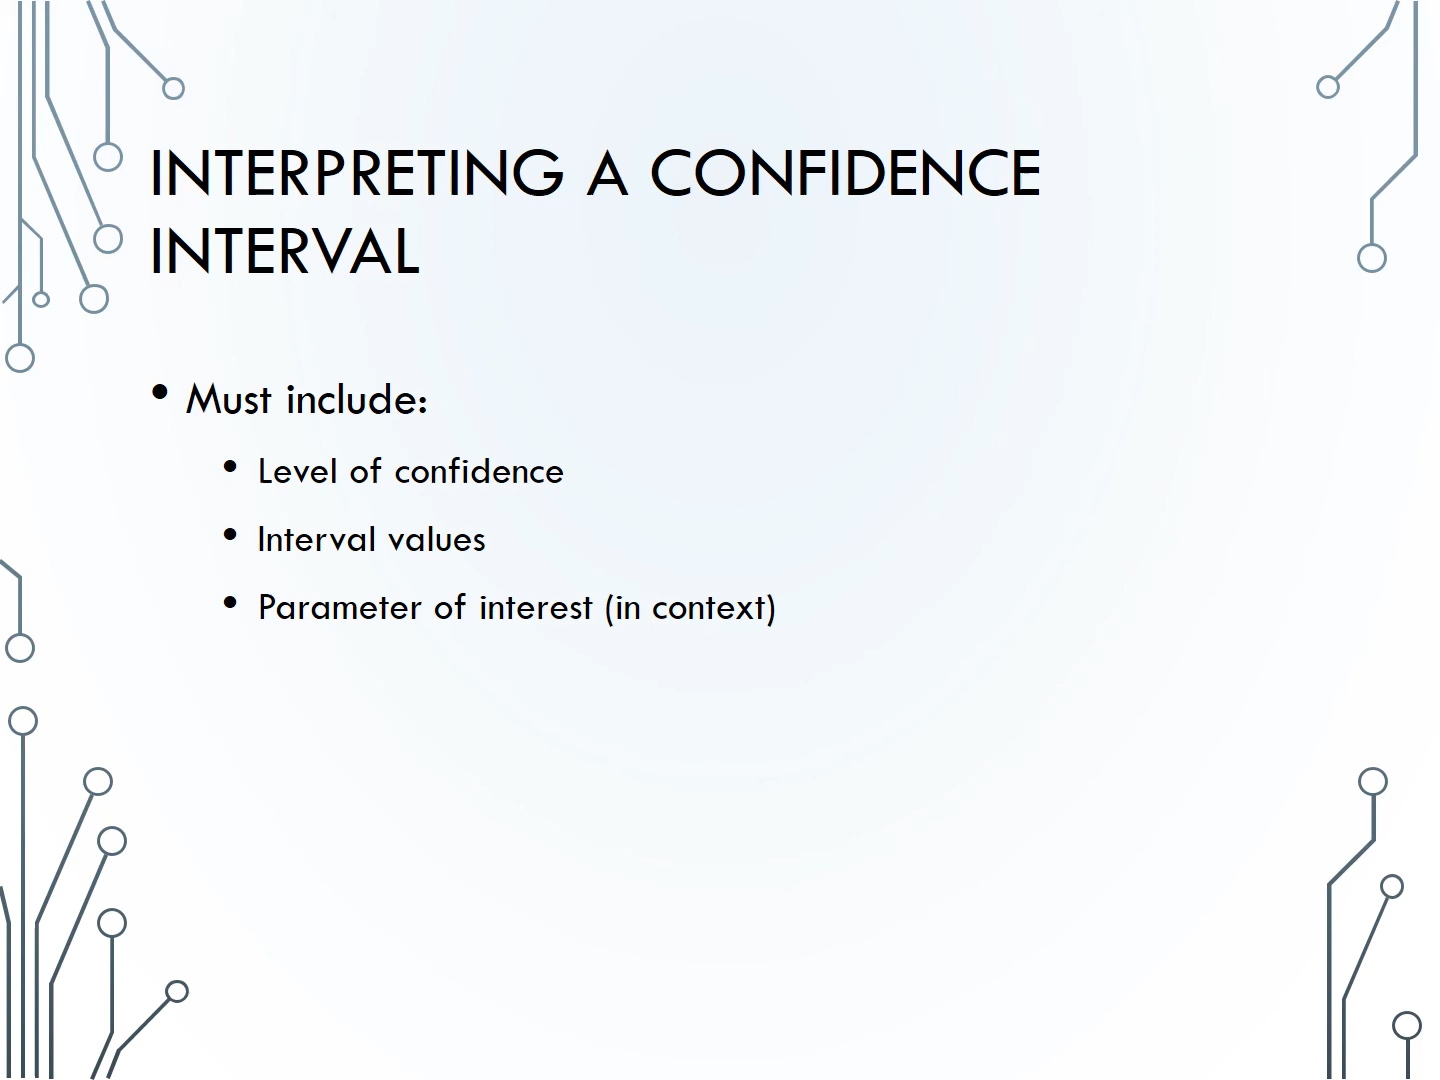 INTERPRETING A CONFIDENCE
INTERVAL
• Must include:
• Level of confidence
• Interval values
• Parameter of interest (in context)